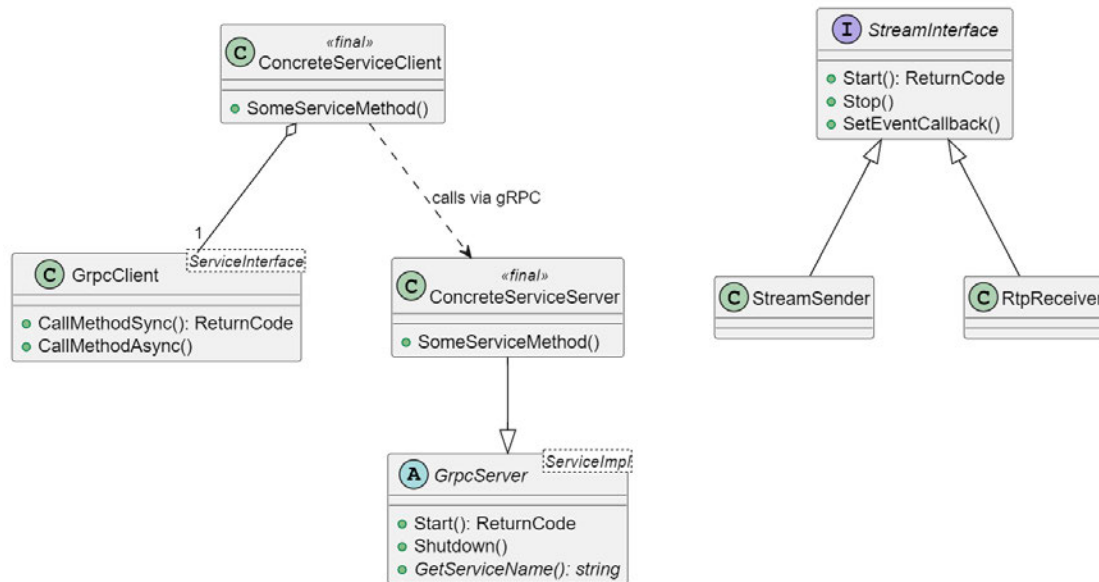 «final»
C ConcreteServiceClient
SomeServiceMethod()
calls via gRPC
1
ServiceInterface
C GrpcClient
CallMethodSync(): ReturnCode
CallMethodAsync()
«final»
C ConcreteServiceServer
SomeServiceMethod()
ServiceImpl
A GrpcServer
Start(): ReturnCode
Shutdown()
GetServiceName(): string
I StreamInterface
Start(): ReturnCode
Stop()
SetEventCallback()
C StreamSender
C RtpReceiver